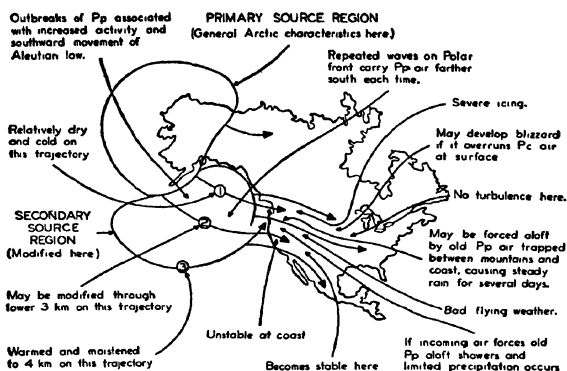 Outbreaks of Pp associated
with increased activity and
southward movement of
Aleutian low.
PRIMARY SOURCE REGION
(General Arctic characteristics here.)
Repeated waves on Polar
front carry Pp air farther
south each time.
Severe icing.
Relatively dry
and cold on
this trajectory
May develop blizzard
if it overruns Pc air
at surface
1
No turbulence here.
SECONDARY
SOURCE
REGION
(Modified here)
2
May be forced aloft
by old Pp air trapped
between mountains and
coast, causing steady
rain for several days.
3
May be modified through
lower 3 km on this trajectory
Unstable at coast
Bad flying weather.
Warmed and moistened
to 4 km on this trajectory
Becomes stable here
If incoming air forces old
Pp aloft showers and
limited precipitation occurs